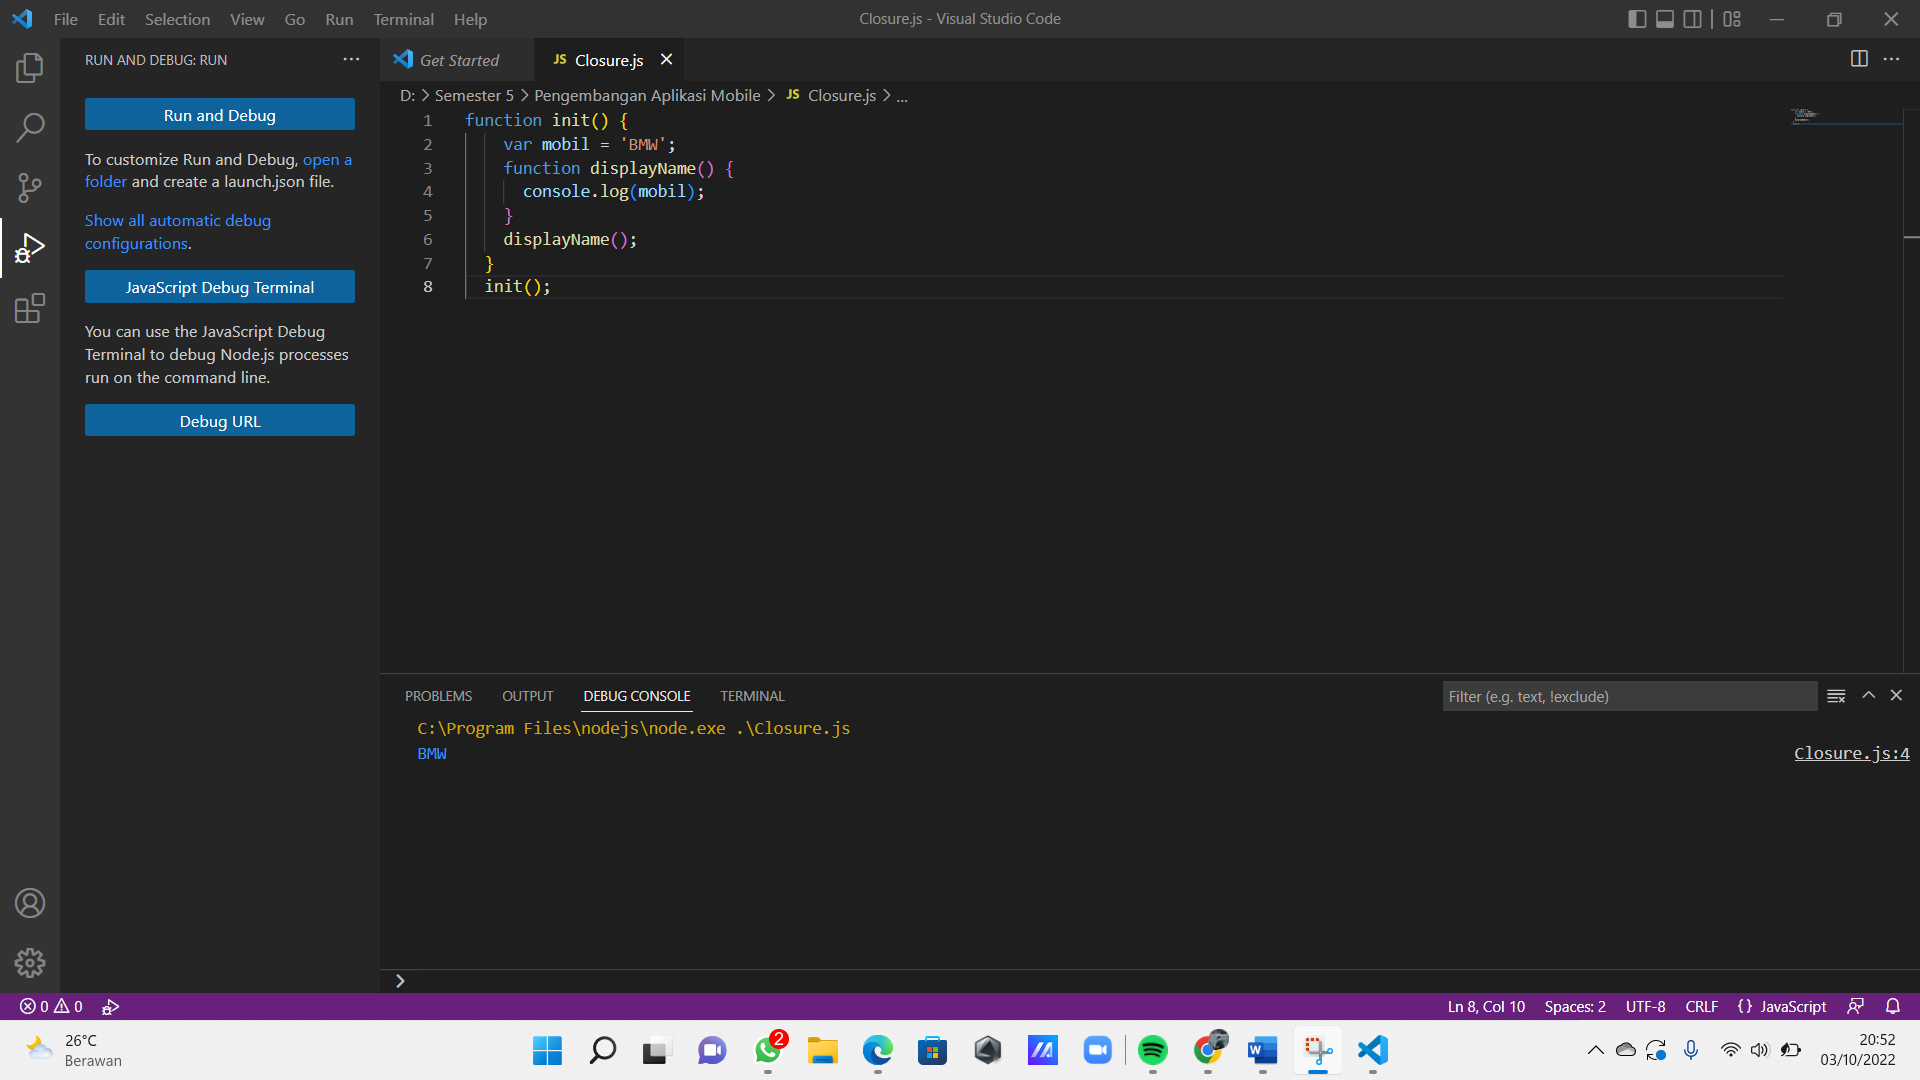 File Edit Selection View Go Run Terminal Help
Closure.js - Visual Studio Code
RUN AND DEBUG: RUN
Get Started
JS Closure.js
D: > Semester 5 > Pengembangan Aplikasi Mobile > JS Closure.js > ...
Run and Debug
To customize Run and Debug, open a
folder and create a launch.json file.
Show all automatic debug
configurations.
JavaScript Debug Terminal
You can use the JavaScript Debug
Terminal to debug Node.js processes
run on the command line.
Debug URL
1 function init() {
2 var mobil = 'BMW';
3 function displayName() {
4 console.log(mobil);
5 }
6 displayName();
7 }
8 init();
PROBLEMS OUTPUT DEBUG CONSOLE TERMINAL
Filter (e.g. text, !exclude)
C:\Program Files\nodejs\node.exe .\Closure.js
BMW
Closure.js:4
0 0
Ln 8, Col 10 Spaces: 2 UTF-8 CRLF {} JavaScript
26°C
Berawan
2
20:52
03/10/2022